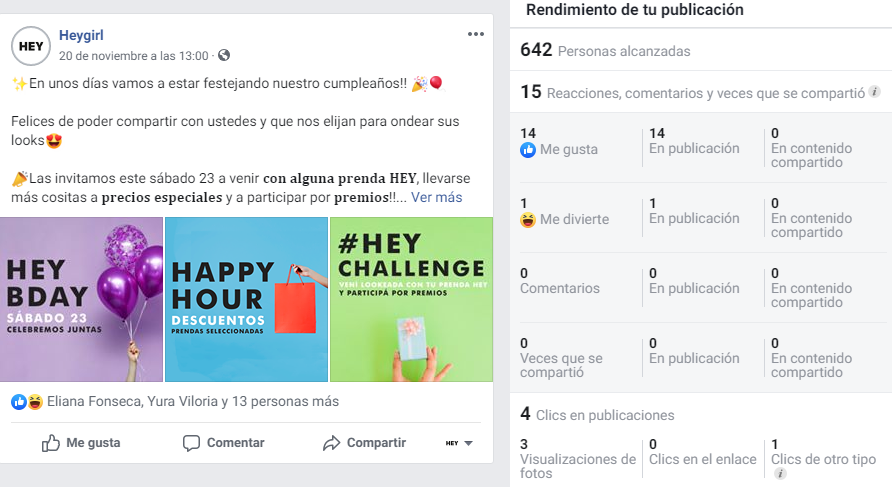 HEY
Heygirl
20 de noviembre a las 13:00 ·
✨En unos días vamos a estar festejando nuestro cumpleaños!! 🎉🎈
Felices de poder compartir con ustedes y que nos elijan para ondear sus
looks😍
🎉Las invitamos este sábado 23 a venir con alguna prenda HEY, llevarse
más cositas a precios especiales y a participar por premios!!... Ver más
HEY
BDAY
SÁBADO 23
CELEBREMOS JUNTAS
HAPPY
HOUR
DESCUENTOS
PRENDAS SELECCIONADAS
#HEY
CHALLENGE
VENÍ LOOKEADA CON TU PRENDA HEY
Y PARTICIPÁ POR PREMIOS
Eliana Fonseca, Yura Viloria y 13 personas más
Me gusta
Comentar
Compartir
HEY
Rendimiento de tu publicación
642 Personas alcanzadas
15 Reacciones, comentarios y veces que se compartió
14
Me gusta
14
En publicación
0
En contenido
compartido
1
Me divierte
1
En publicación
0
En contenido
compartido
0
Comentarios
0
En publicación
0
En contenido
compartido
0
Veces que se
compartió
0
En publicación
0
En contenido
compartido
4 Clics en publicaciones
3
Visualizaciones de
fotos
0
Clics en el enlace
1
Clics de otro tipo